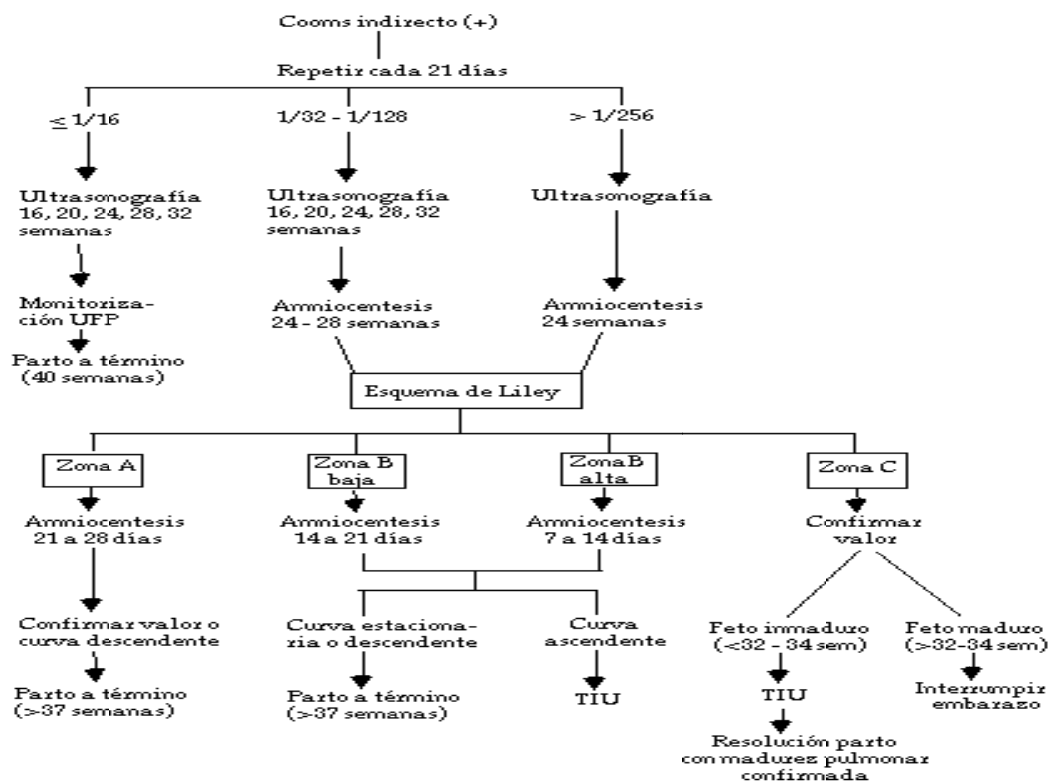 Cooms indirecto (+)
Repetir cada 21 días
≤ 1/16
1/32 - 1/128
> 1/256
Ultrasonografía
16, 20, 24, 28, 32
semanas
Ultrasonografía
16, 20, 24, 28, 32
semanas
Ultrasonografía
Monitoriza-
ción UFP
Amniocentesis
24 - 28 semanas
Amniocentesis
24 semanas
Parto a término
(40 semanas)
Esquema de Liley
Zona A
Zona B
baja
Zona B
alta
Zona C
Amniocentesis
21 a 28 días
Amniocentesis
14 a 21 días
Amniocentesis
7 a 14 días
Confirmar
valor
Confirmar valor o
curva descendente
Curva estaciona-
ria o descendente
Curva
ascendente
Feto inmaduro
(<32 - 34 sem)
Feto maduro
(>32-34 sem)
Parto a término
(>37 semanas)
Parto a término
(>37 semanas)
TIU
TIU
Interrumpir
embarazo
Resolución parto
con madurez pulmonar
confirmada